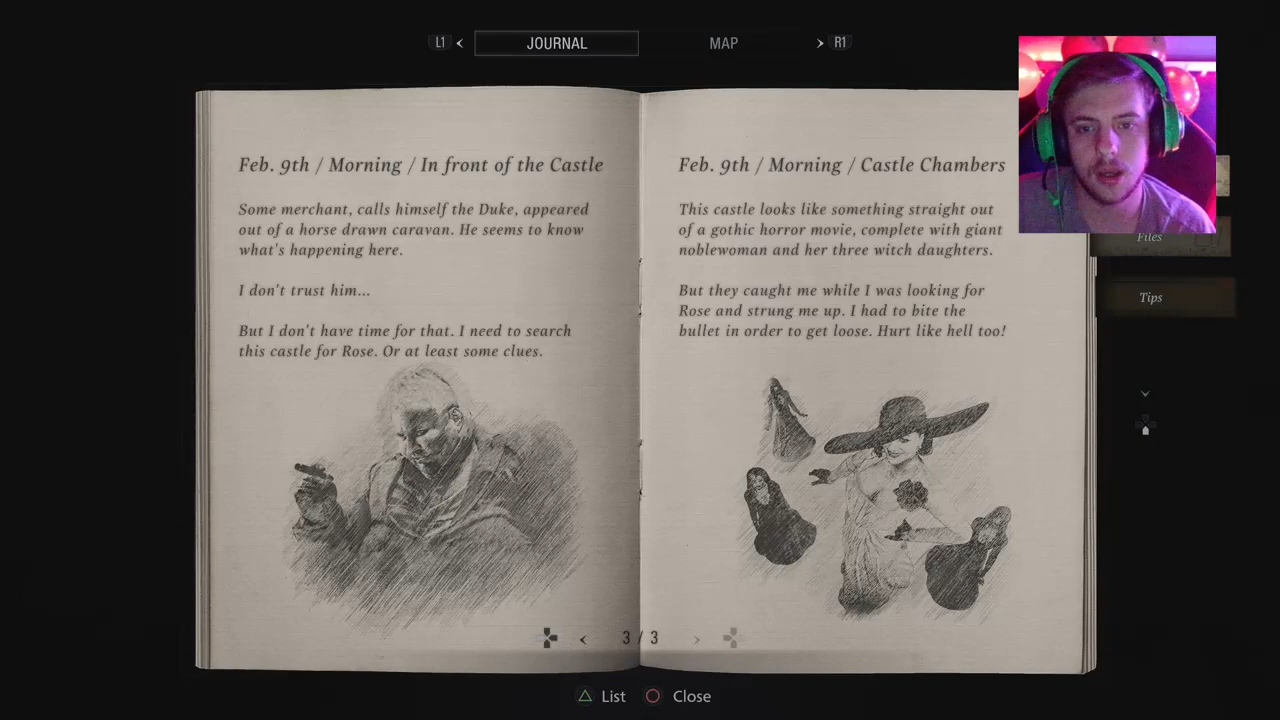 L1 < JOURNAL MAP > R1
Feb. 9th / Morning / In front of the Castle
Some merchant, calls himself the Duke, appeared
out of a horse drawn caravan. He seems to know
what's happening here.
I don't trust him...
But I don't have time for that. I need to search
this castle for Rose. Or at least some clues.
Feb. 9th / Morning / Castle Chambers
This castle looks like something straight out
of a gothic horror movie, complete with giant
noblewoman and her three witch daughters.
But they caught me while I was looking for
Rose and strung me up. I had to bite the
bullet in order to get loose. Hurt like hell too!
Files
Tips
< 3 / 3 >
List Close